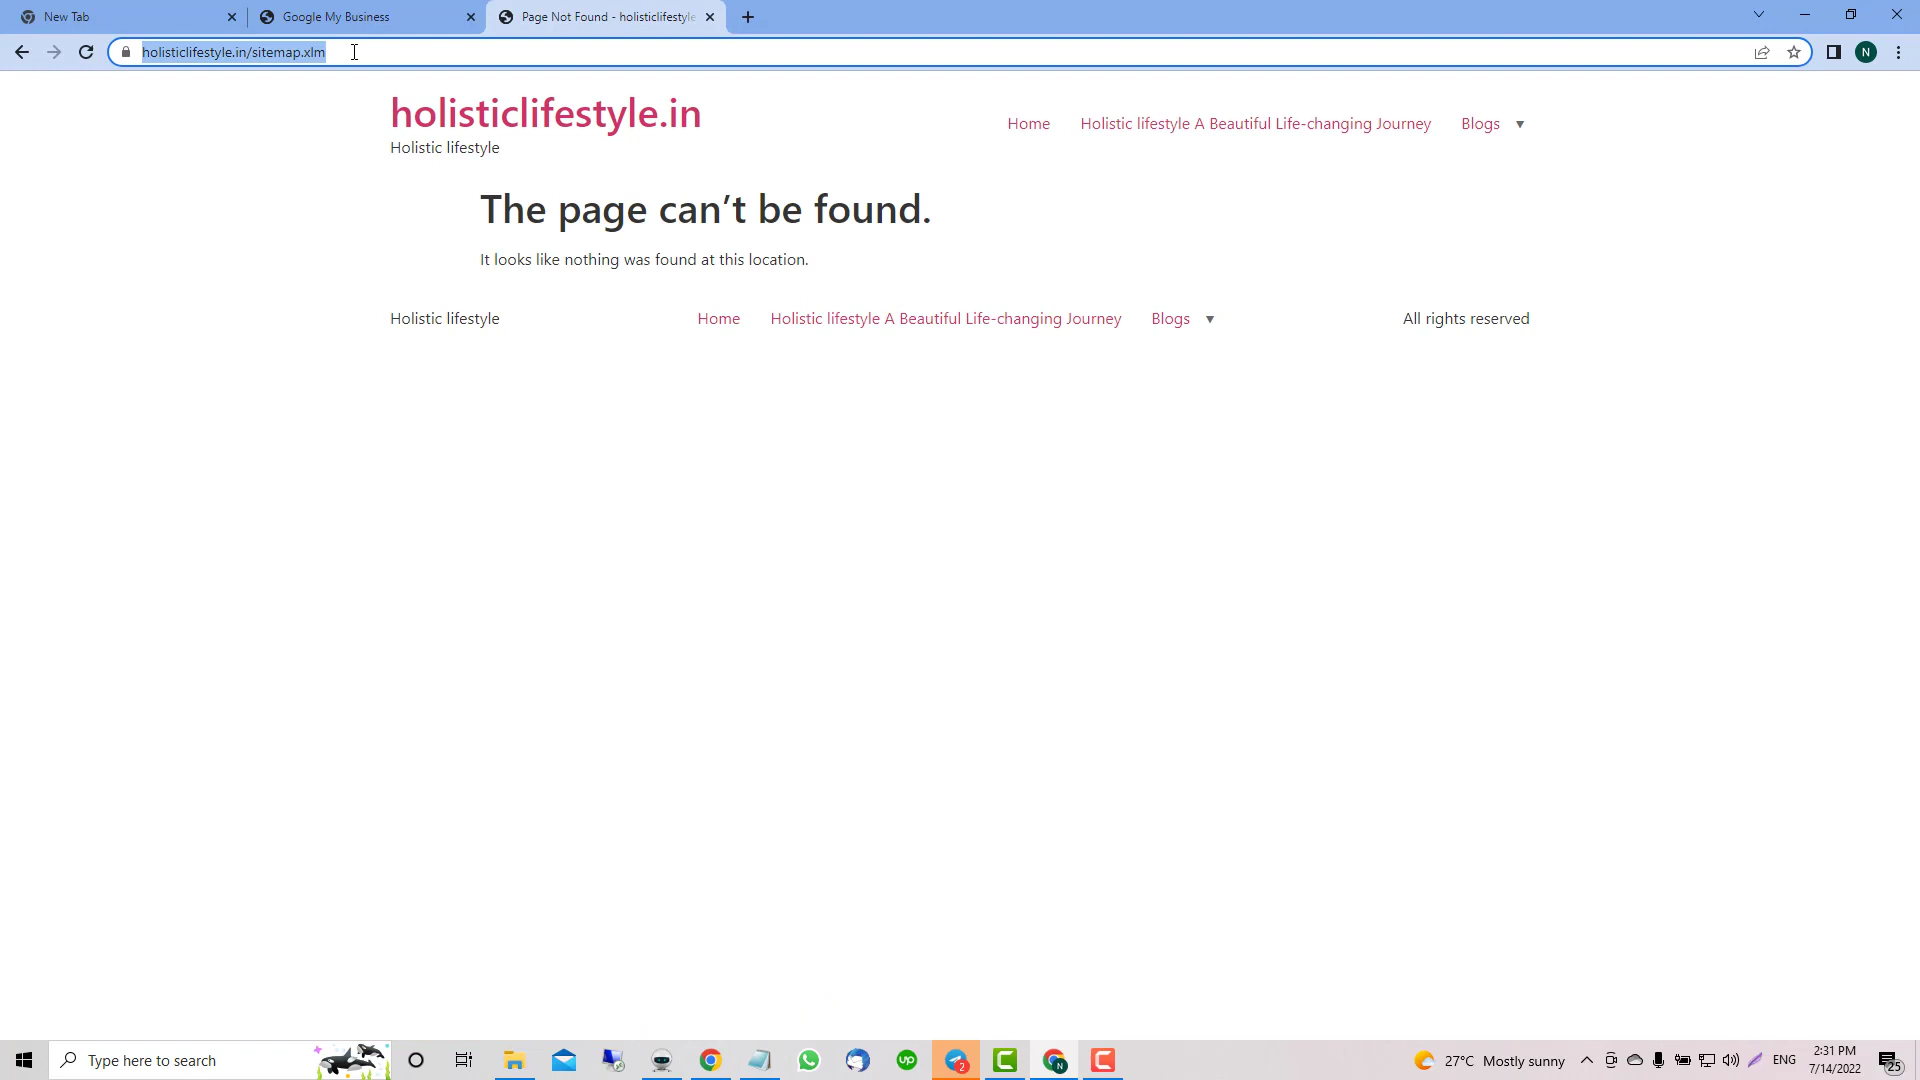 New Tab
Google My Business
Page Not Found - holisticlifestyle
holisticlifestyle.in/sitemap.xlm
N
holisticlifestyle.in
Holistic lifestyle
Home
Holistic lifestyle A Beautiful Life-changing Journey
Blogs
The page can’t be found.
It looks like nothing was found at this location.
Holistic lifestyle
Home
Holistic lifestyle A Beautiful Life-changing Journey
Blogs
All rights reserved
Type here to search
up
2
N
27°C Mostly sunny
ENG
2:31 PM
7/14/2022
25